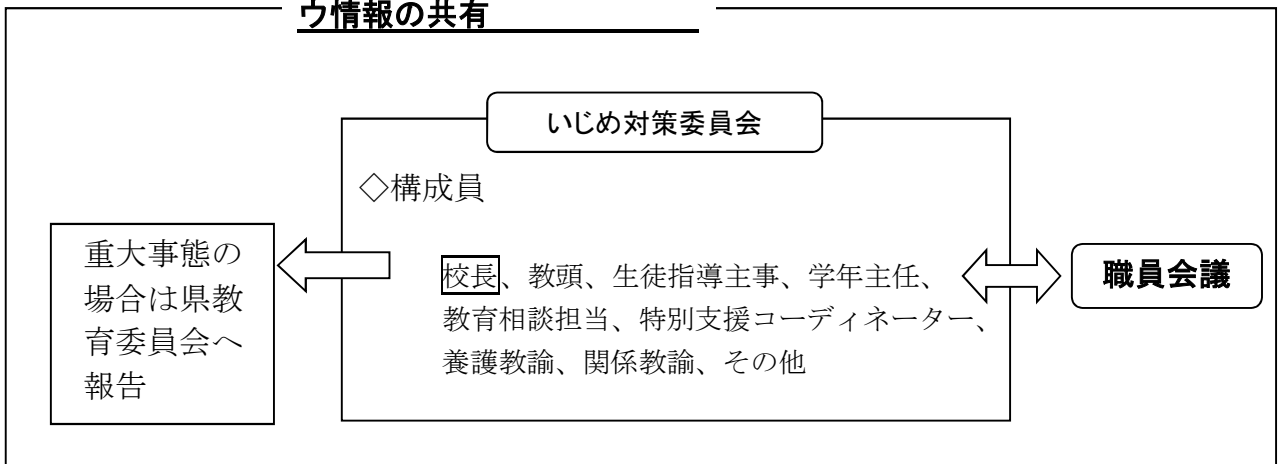 ウ情報の共有
いじめ対策委員会
◇構成員
重大事態の
場合は県教
育委員会へ
報告
校長、教頭、生徒指導主事、学年主任、
教育相談担当、特別支援コーディネーター、
養護教諭、関係教諭、その他
職員会議